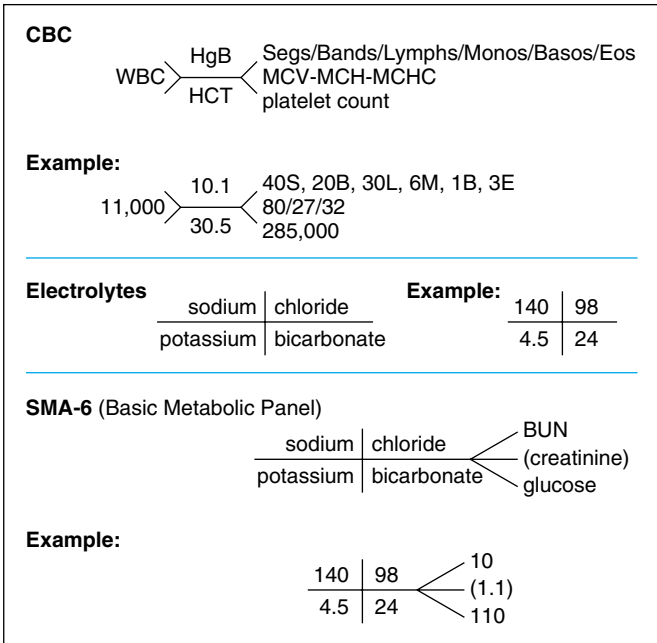 CBC
HgB Segs/Bands/Lymphs/Monos/Basos/Eos
WBC MCV-MCH-MCHC
HCT platelet count
Example:
10.1 40S, 20B, 30L, 6M, 1B, 3E
11,000 80/27/32
30.5 285,000
Electrolytes Example:
sodium chloride 140 98
potassium bicarbonate 4.5 24
SMA-6 (Basic Metabolic Panel)
BUN
sodium chloride
(creatinine)
potassium bicarbonate
glucose
Example:
10
140 98
(1.1)
4.5 24
110